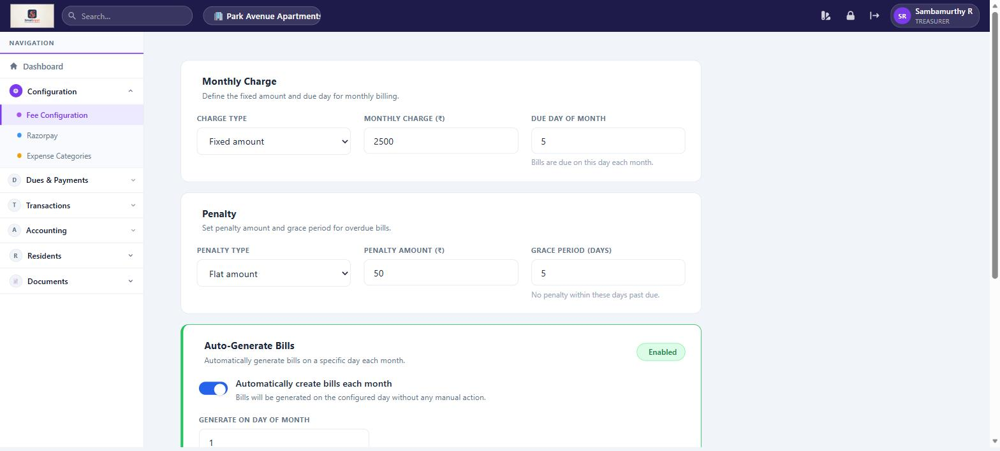 Search...
Park Avenue Apartments
SR
Sambamurthy R
TREASURER
NAVIGATION
Dashboard
Configuration
Fee Configuration
Razorpay
Expense Categories
D Dues & Payments
T Transactions
A Accounting
R Residents
Documents
Monthly Charge
Define the fixed amount and due day for monthly billing.
CHARGE TYPE MONTHLY CHARGE (₹) DUE DAY OF MONTH
Fixed amount 2500 5
Bills are due on this day each month.
Penalty
Set penalty amount and grace period for overdue bills.
PENALTY TYPE PENALTY AMOUNT (₹) GRACE PERIOD (DAYS)
Flat amount 50 5
No penalty within these days past due.
Auto-Generate Bills
Enabled
Automatically generate bills on a specific day each month.
Automatically create bills each month
Bills will be generated on the configured day without any manual action.
GENERATE ON DAY OF MONTH
1